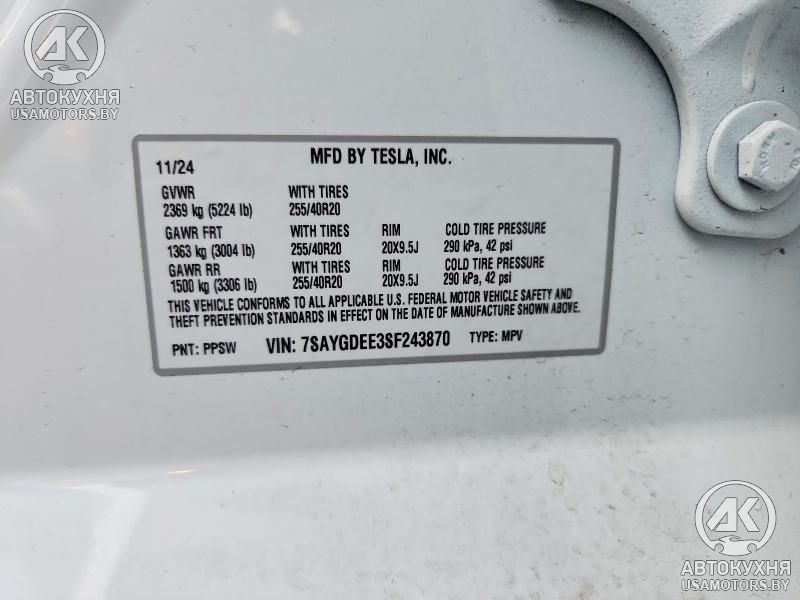 AK
АВТОКУХНЯ
USAMOTORS.BY
11/24 MFD BY TESLA, INC.
GVWR WITH TIRES
2369 kg (5224 lb) 255/40R20
GAWR FRT WITH TIRES RIM COLD TIRE PRESSURE
1363 kg (3004 lb) 255/40R20 20X9.5J 290 kPa, 42 psi
GAWR RR WITH TIRES RIM COLD TIRE PRESSURE
1500 kg (3306 lb) 255/40R20 20X9.5J 290 kPa, 42 psi
THIS VEHICLE CONFORMS TO ALL APPLICABLE U.S. FEDERAL MOTOR VEHICLE SAFETY AND
THEFT PREVENTION STANDARDS IN EFFECT ON THE DATE OF MANUFACTURE SHOWN ABOVE.
PNT: PPSW VIN: 7SAYGDEE3SF243870 TYPE: MPV
AK
АВТОКУХНЯ
USAMOTORS.BY